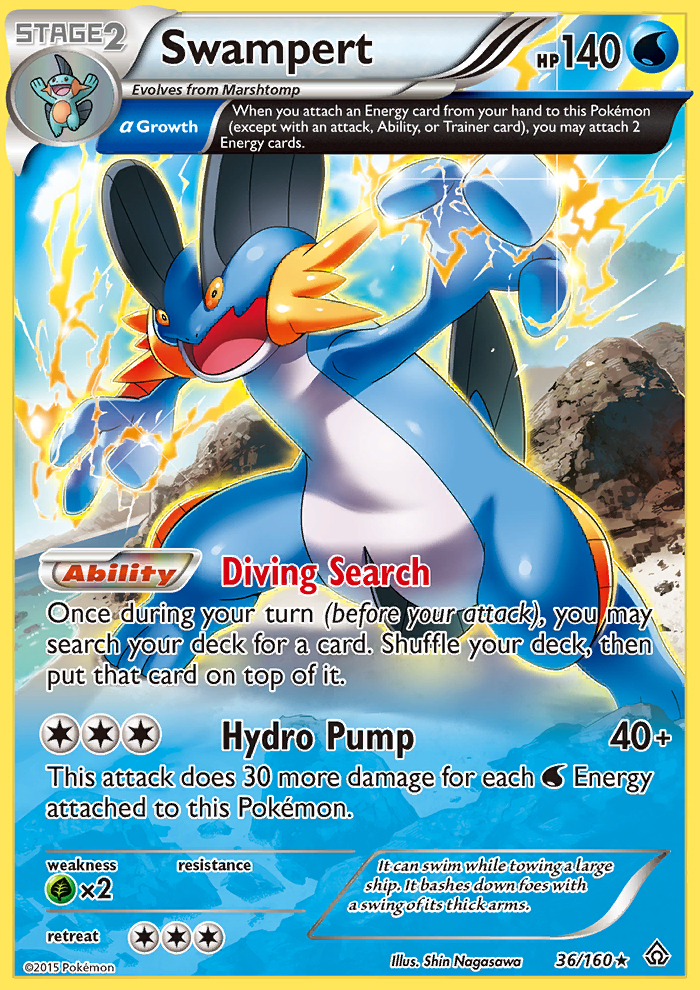 STAGE2
Swampert
HP140
Evolves from Marshtomp
α Growth
When you attach an Energy card from your hand to this Pokémon
(except with an attack, Ability, or Trainer card), you may attach 2
Energy cards.
Ability Diving Search
Once during your turn (before your attack), you may
search your deck for a card. Shuffle your deck, then
put that card on top of it.
Hydro Pump 40+
This attack does 30 more damage for each Energy
attached to this Pokémon.
weakness resistance
×2
retreat
It can swim while towing a large
ship. It bashes down foes with
a swing of its thick arms.
Illus. Shin Nagasawa 36/160★
©2015 Pokémon